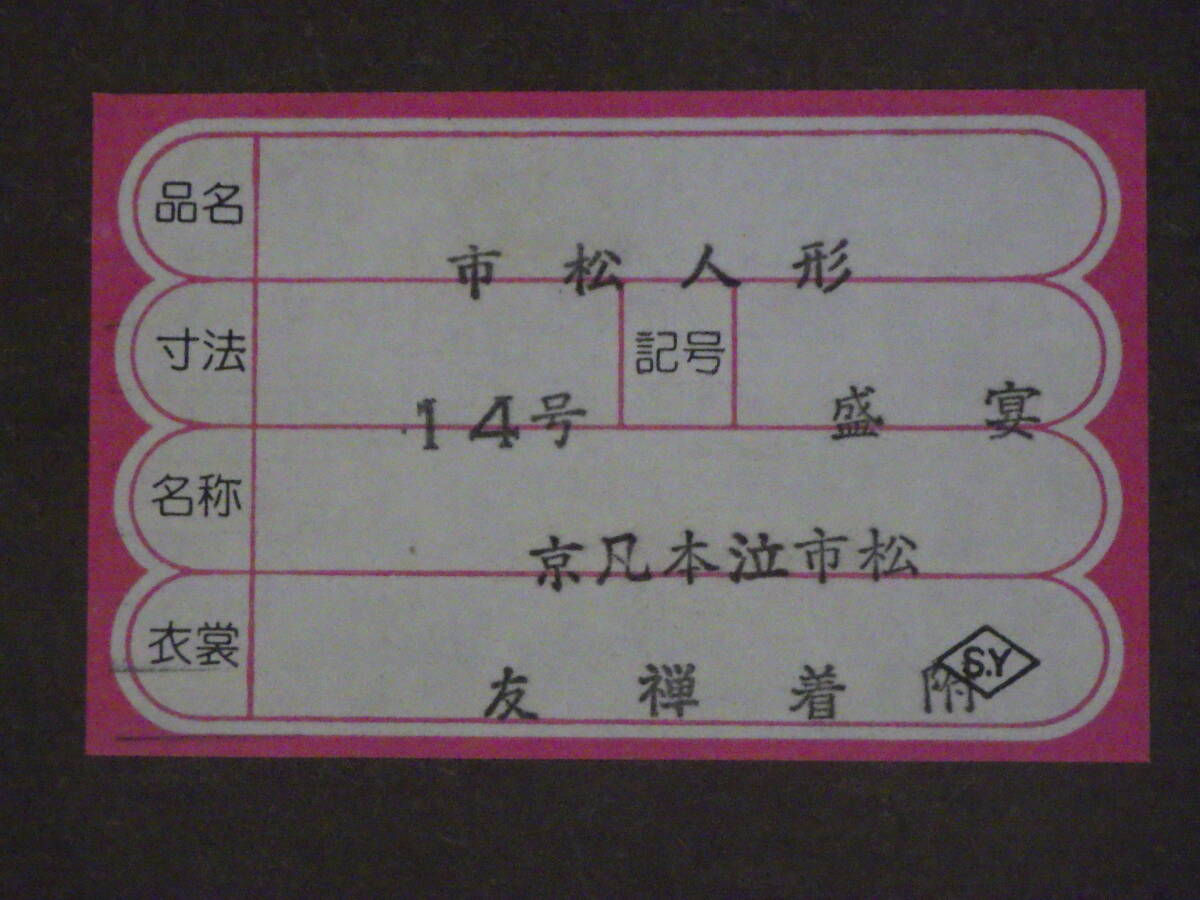 品名 市松人形
寸法 14号 記号 盛宴
名称 京凡本泣市松
衣裳 友禅着附
S.Y